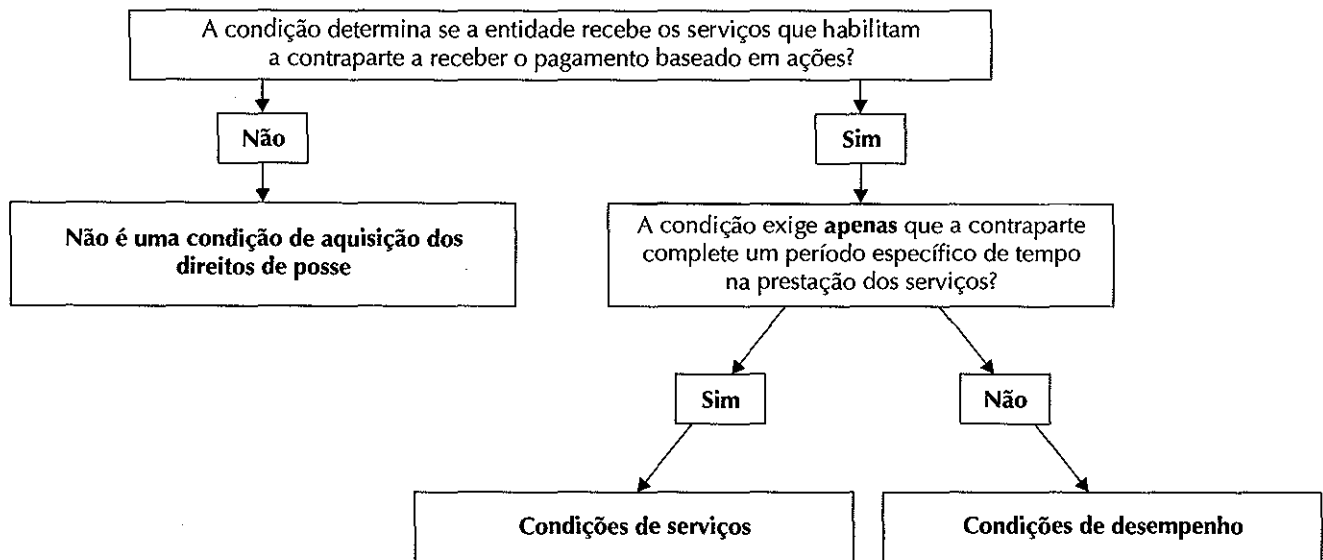 A condição determina se a entidade recebe os serviços que habilitam
a contraparte a receber o pagamento baseado em ações?
Não
Sim
Não é uma condição de aquisição dos
direitos de posse
A condição exige apenas que a contraparte
complete um período específico de tempo
na prestação dos serviços?
Sim
Não
Condições de serviços
Condições de desempenho